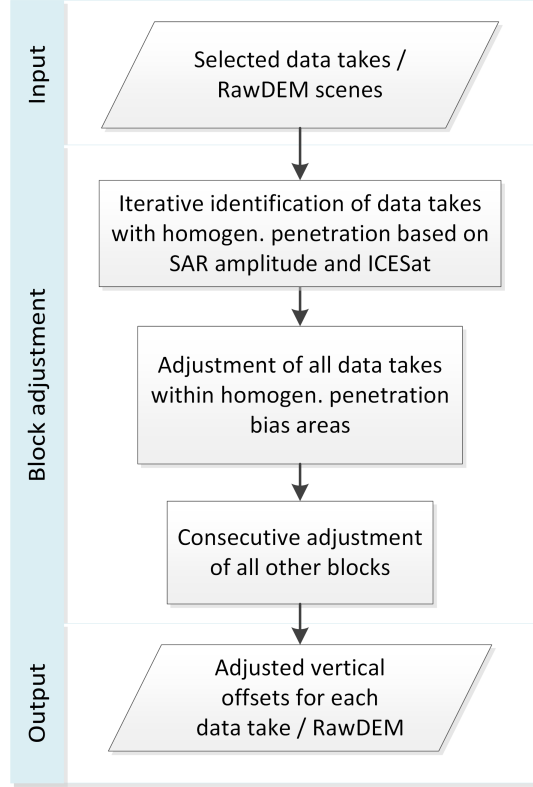 Input
Selected data takes /
RawDEM scenes
Block adjustment
Iterative identification of data takes
with homogen. penetration based on
SAR amplitude and ICESat
Adjustment of all data takes
within homogen. penetration
bias areas
Consecutive adjustment
of all other blocks
Output
Adjusted vertical
offsets for each
data take / RawDEM